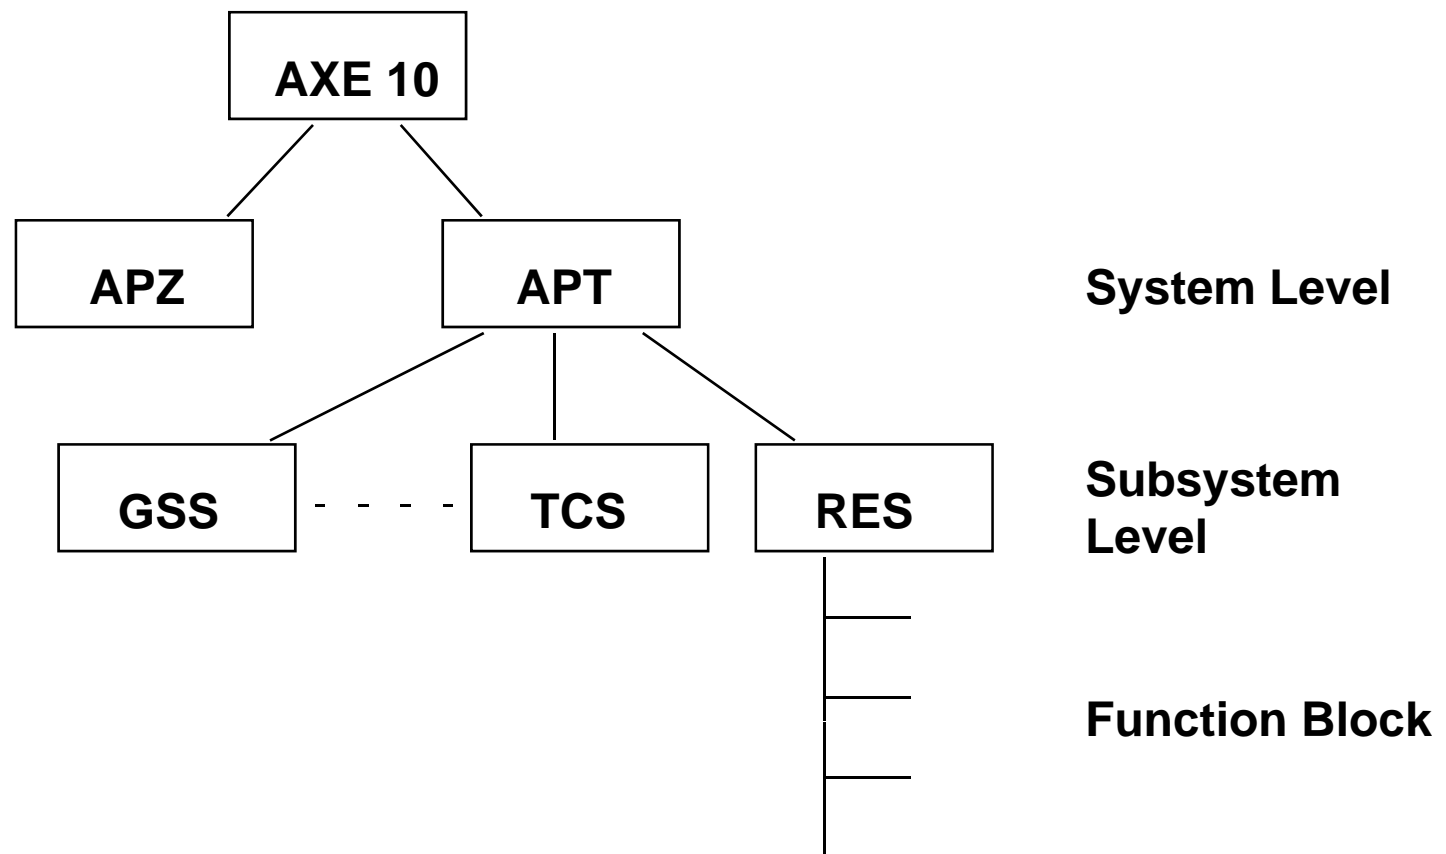 AXE 10
APZ
APT
System Level
GSS
TCS
RES
Subsystem
Level
Function Block